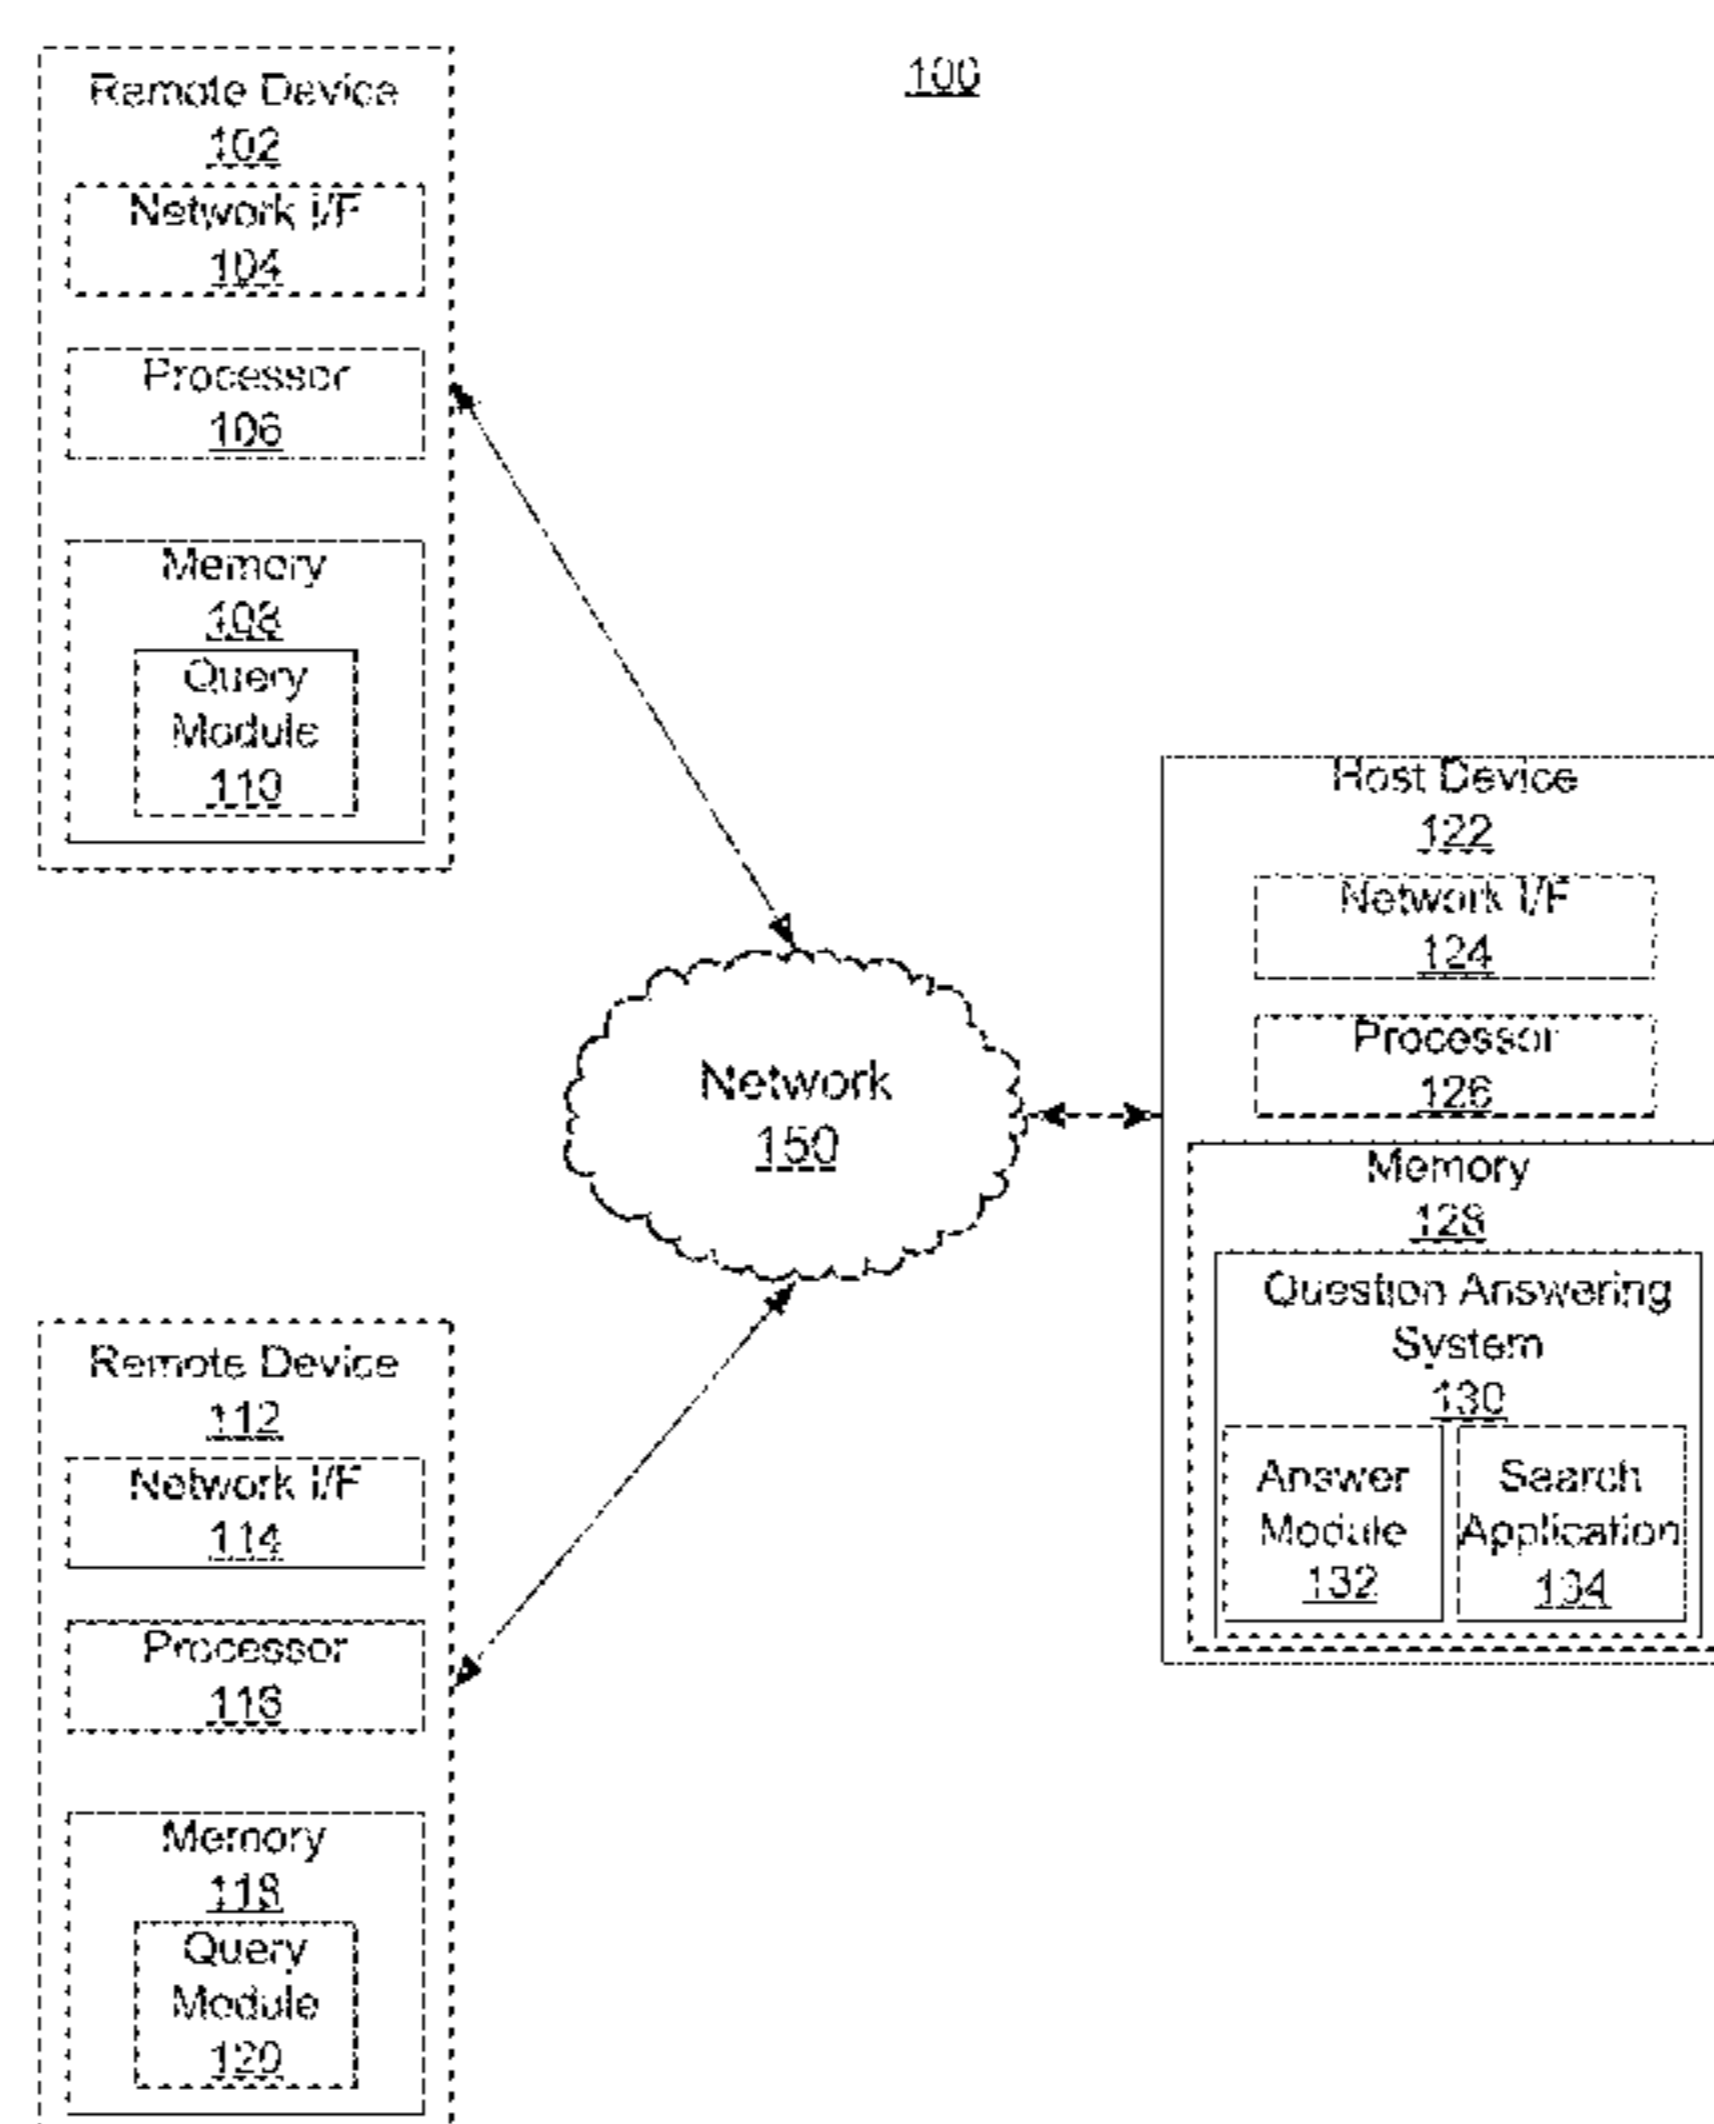 100
Remote Device
102
Network I/F
104
Processor
106
Memory
108
Query
Module
110
Network
150
Host Device
122
Network I/F
124
Processor
126
Memory
128
Question Answering
System
130
Answer
Module
132
Search
Application
134
Remote Device
112
Network I/F
114
Processor
116
Memory
118
Query
Module
120